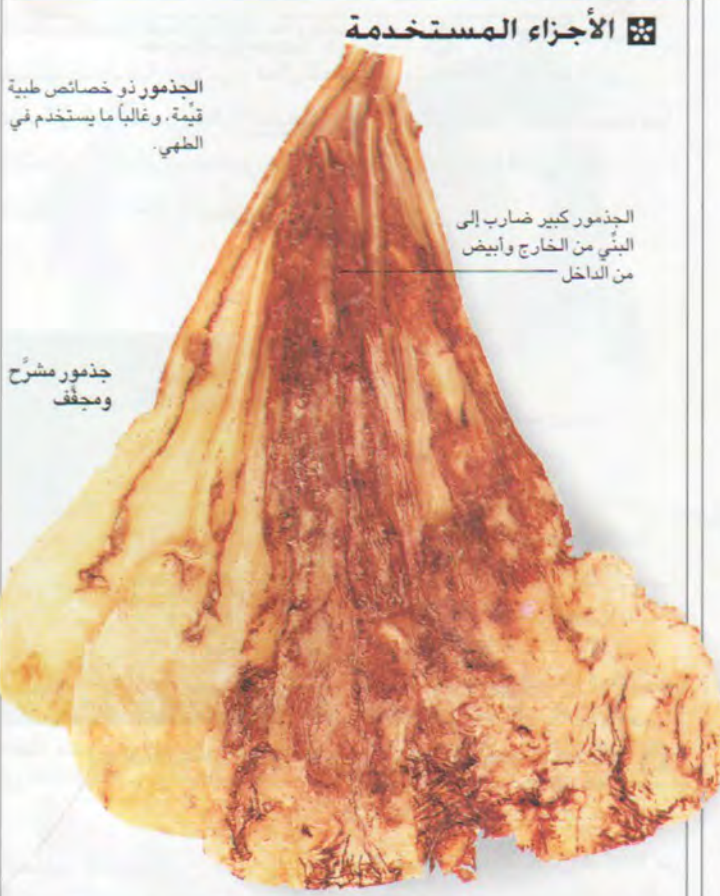 الأجزاء المستخدمة
الجذمور ذو خصائص طبية
قيِّمة، وغالباً ما يستخدم في
الطهي.
الجذمور كبير ضارب إلى
البنِّي من الخارج وأبيض
من الداخل
جذمور مشرَّح
ومجفَّف